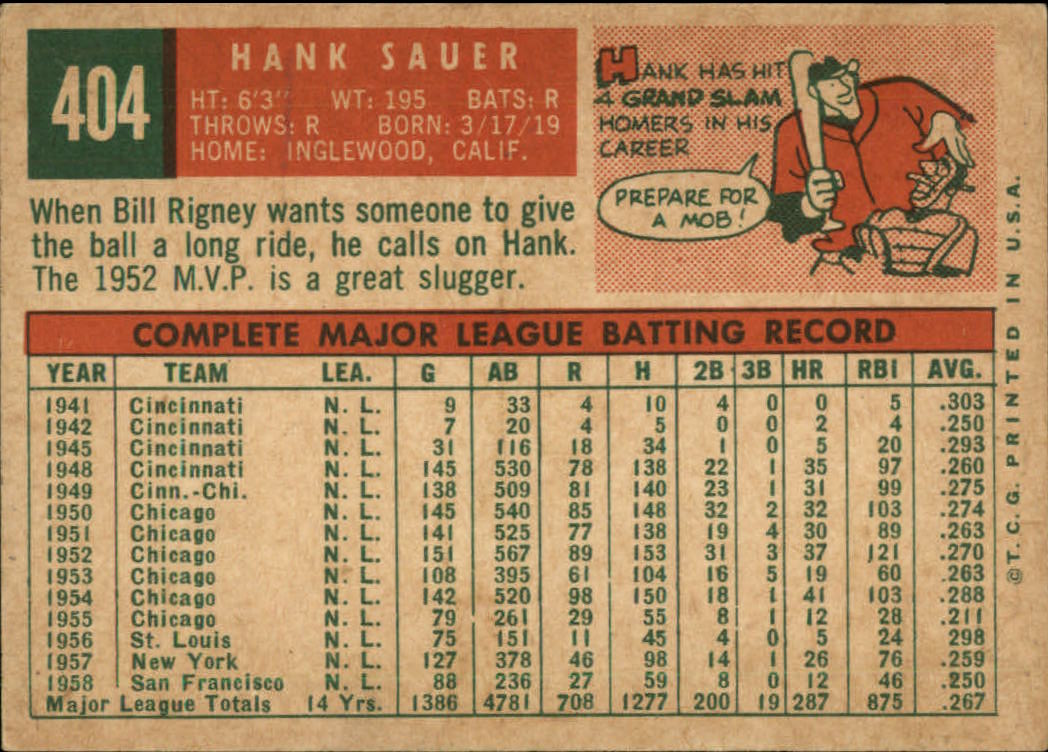 404
HANK SAUER
HT: 6'3" WT: 195 BATS: R
THROWS: R BORN: 3/17/19
HOME: INGLEWOOD, CALIF.
When Bill Rigney wants someone to give
the ball a long ride, he calls on Hank.
The 1952 M.V.P. is a great slugger.
HANK HAS HIT
4 GRAND SLAM
HOMERS IN HIS
CAREER
PREPARE FOR
A MOB!
COMPLETE MAJOR LEAGUE BATTING RECORD
YEAR TEAM LEA. G AB R H 2B 3B HR RBI AVG.
1941 Cincinnati N. L. 9 33 4 10 4 0 0 5 .303
1942 Cincinnati N. L. 7 20 4 5 0 0 2 4 .250
1945 Cincinnati N. L. 31 116 18 34 1 0 5 20 .293
1948 Cincinnati N. L. 145 530 78 138 22 1 35 97 .260
1949 Cinn.-Chi. N. L. 138 509 81 140 23 1 31 99 .275
1950 Chicago N. L. 145 540 85 148 32 2 32 103 .274
1951 Chicago N. L. 141 525 77 138 19 4 30 89 .263
1952 Chicago N. L. 151 567 89 153 31 3 37 121 .270
1953 Chicago N. L. 108 395 61 104 16 5 19 60 .263
1954 Chicago N. L. 142 520 98 150 18 1 41 103 .288
1955 Chicago N. L. 79 261 29 55 8 1 12 28 .211
1956 St. Louis N. L. 75 151 11 45 4 0 5 24 .298
1957 New York N. L. 127 378 46 98 14 1 26 76 .259
1958 San Francisco N. L. 88 236 27 59 8 0 12 46 .250
Major League Totals 14 Yrs. 1386 4781 708 1277 200 19 287 875 .267
© T. C. G. PRINTED IN U.S.A.